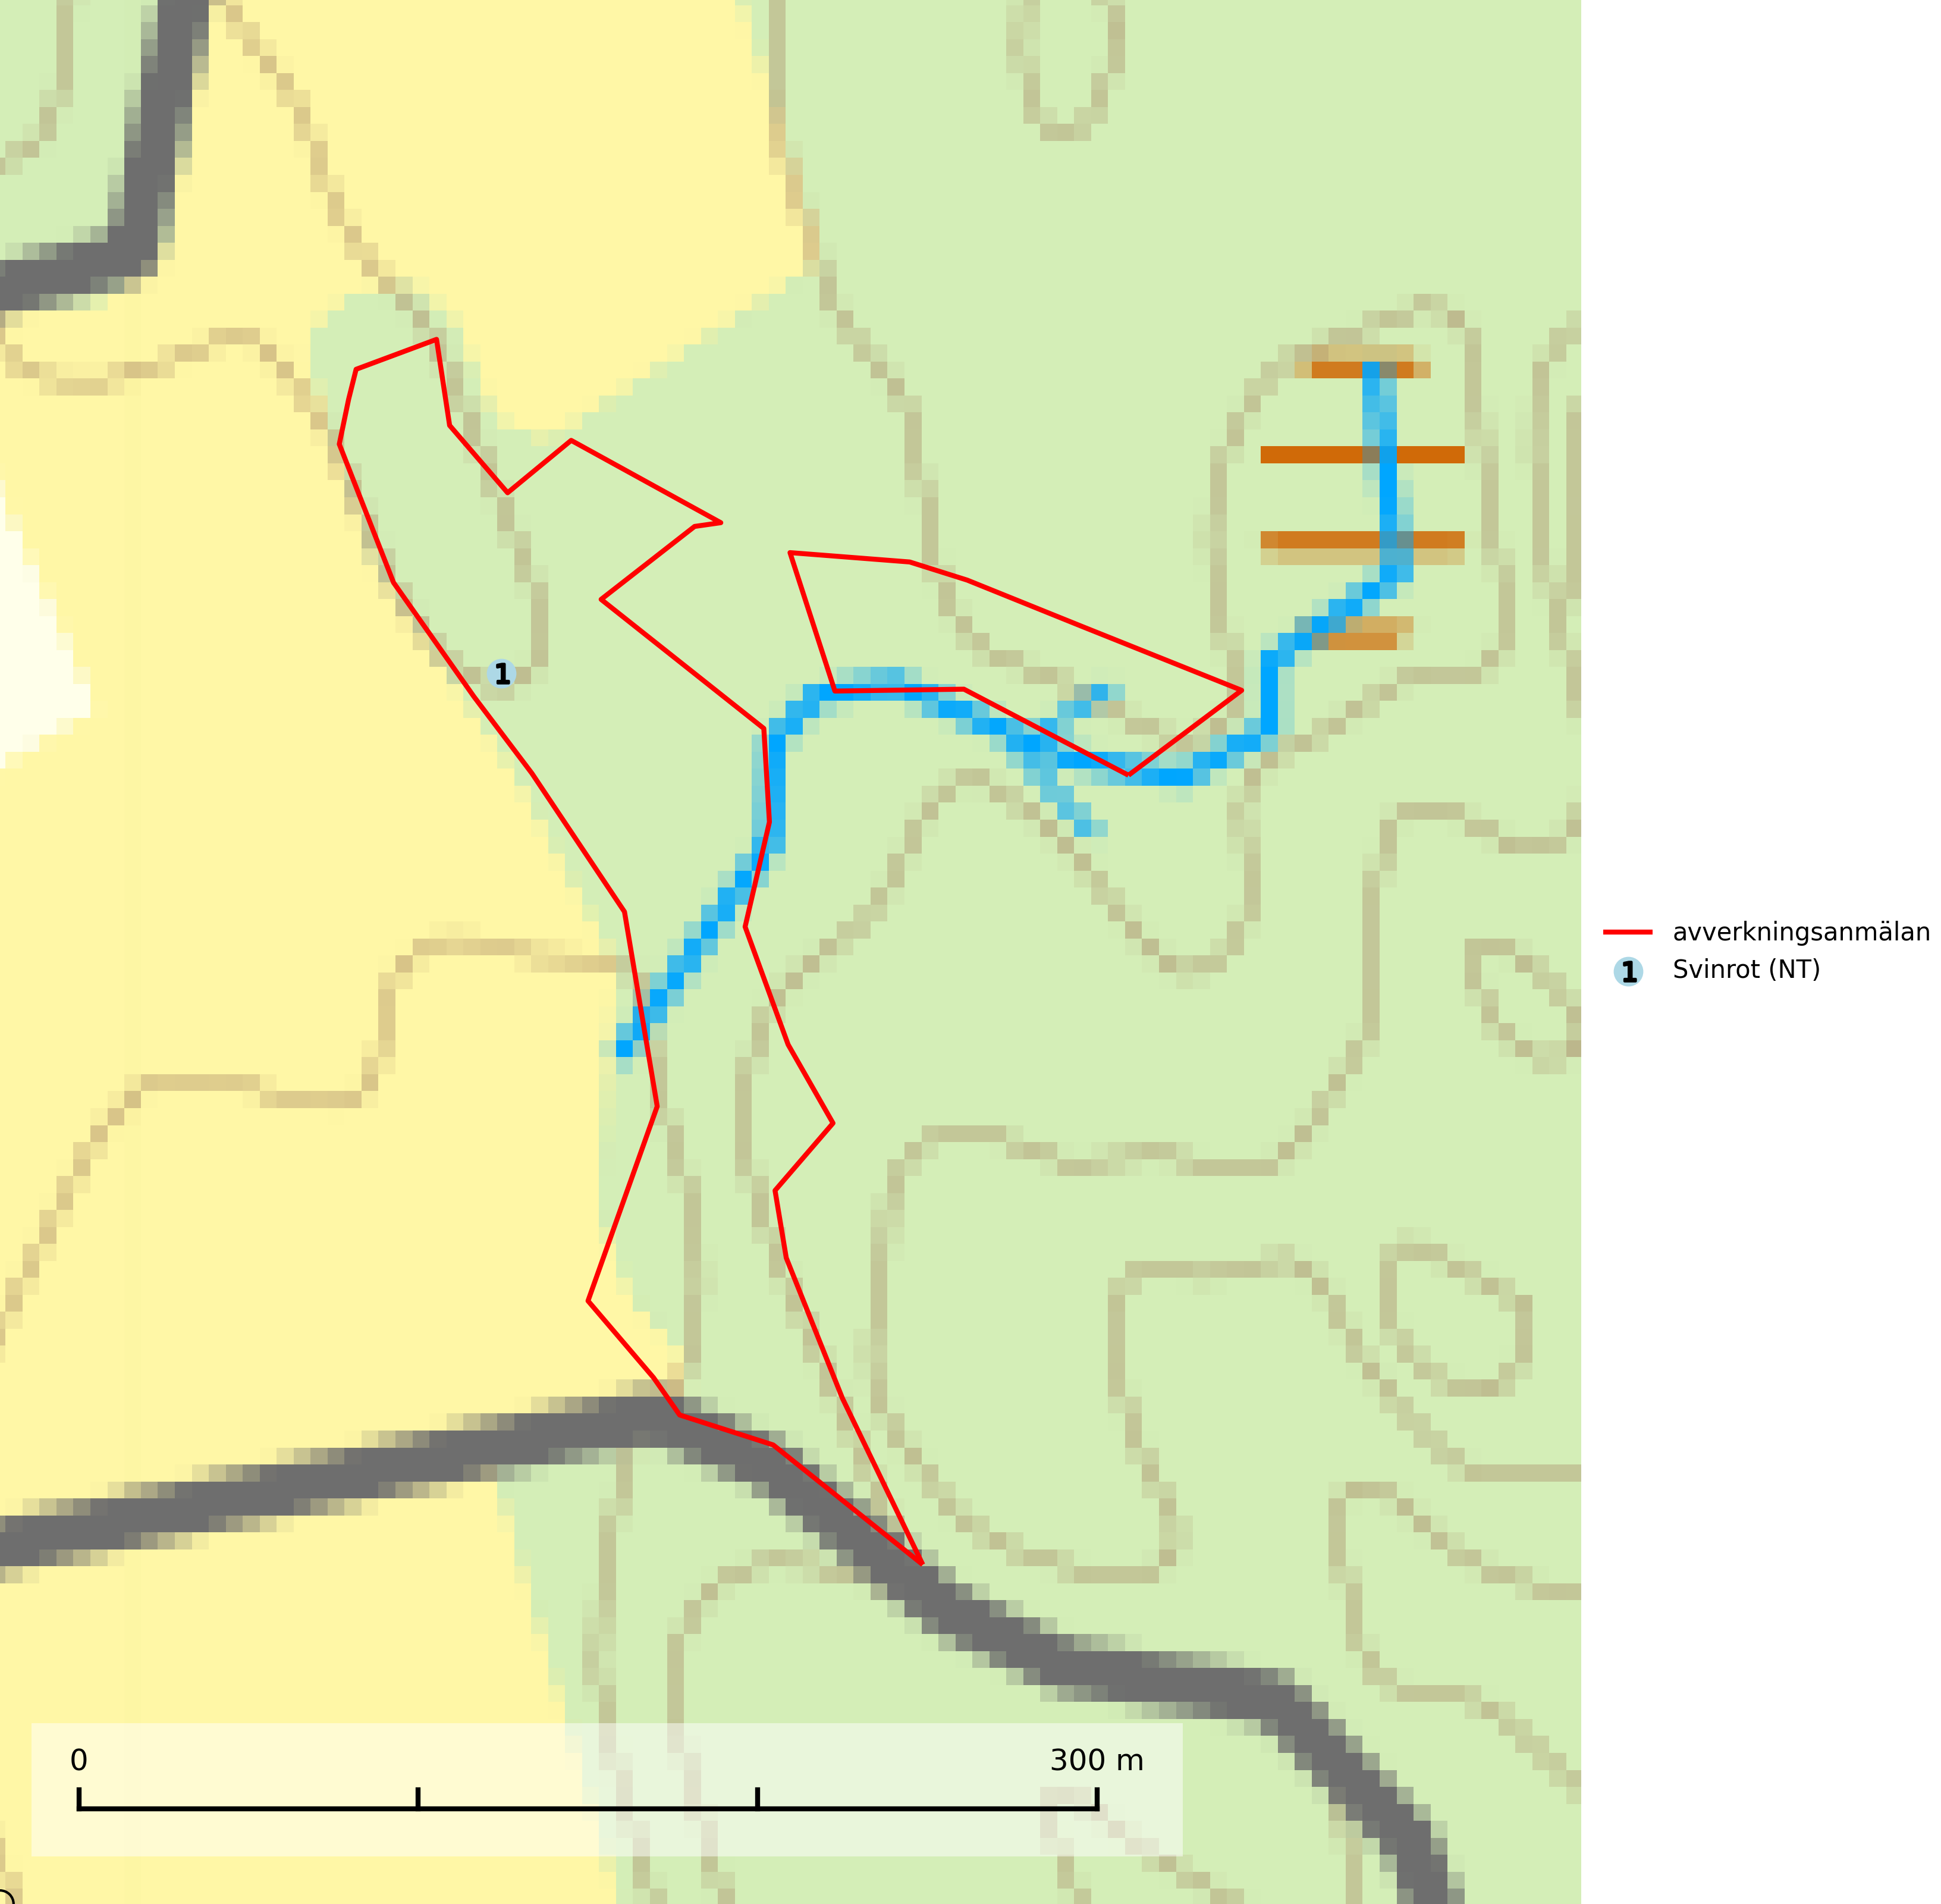 1
avverkningsanmälan
1 Svinrot (NT)
0 300 m